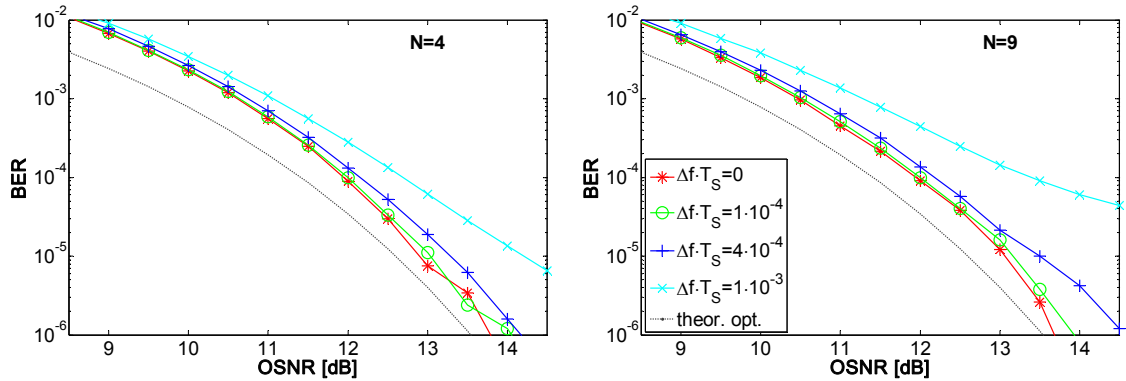 N=4
BER
10^-2
10^-3
10^-4
10^-5
10^-6
9 10 11 12 13 14
OSNR [dB]
N=9
BER
10^-2
10^-3
10^-4
10^-5
10^-6
Δf·T_S=0
Δf·T_S=1·10^-4
Δf·T_S=4·10^-4
Δf·T_S=1·10^-3
theor. opt.
9 10 11 12 13 14
OSNR [dB]